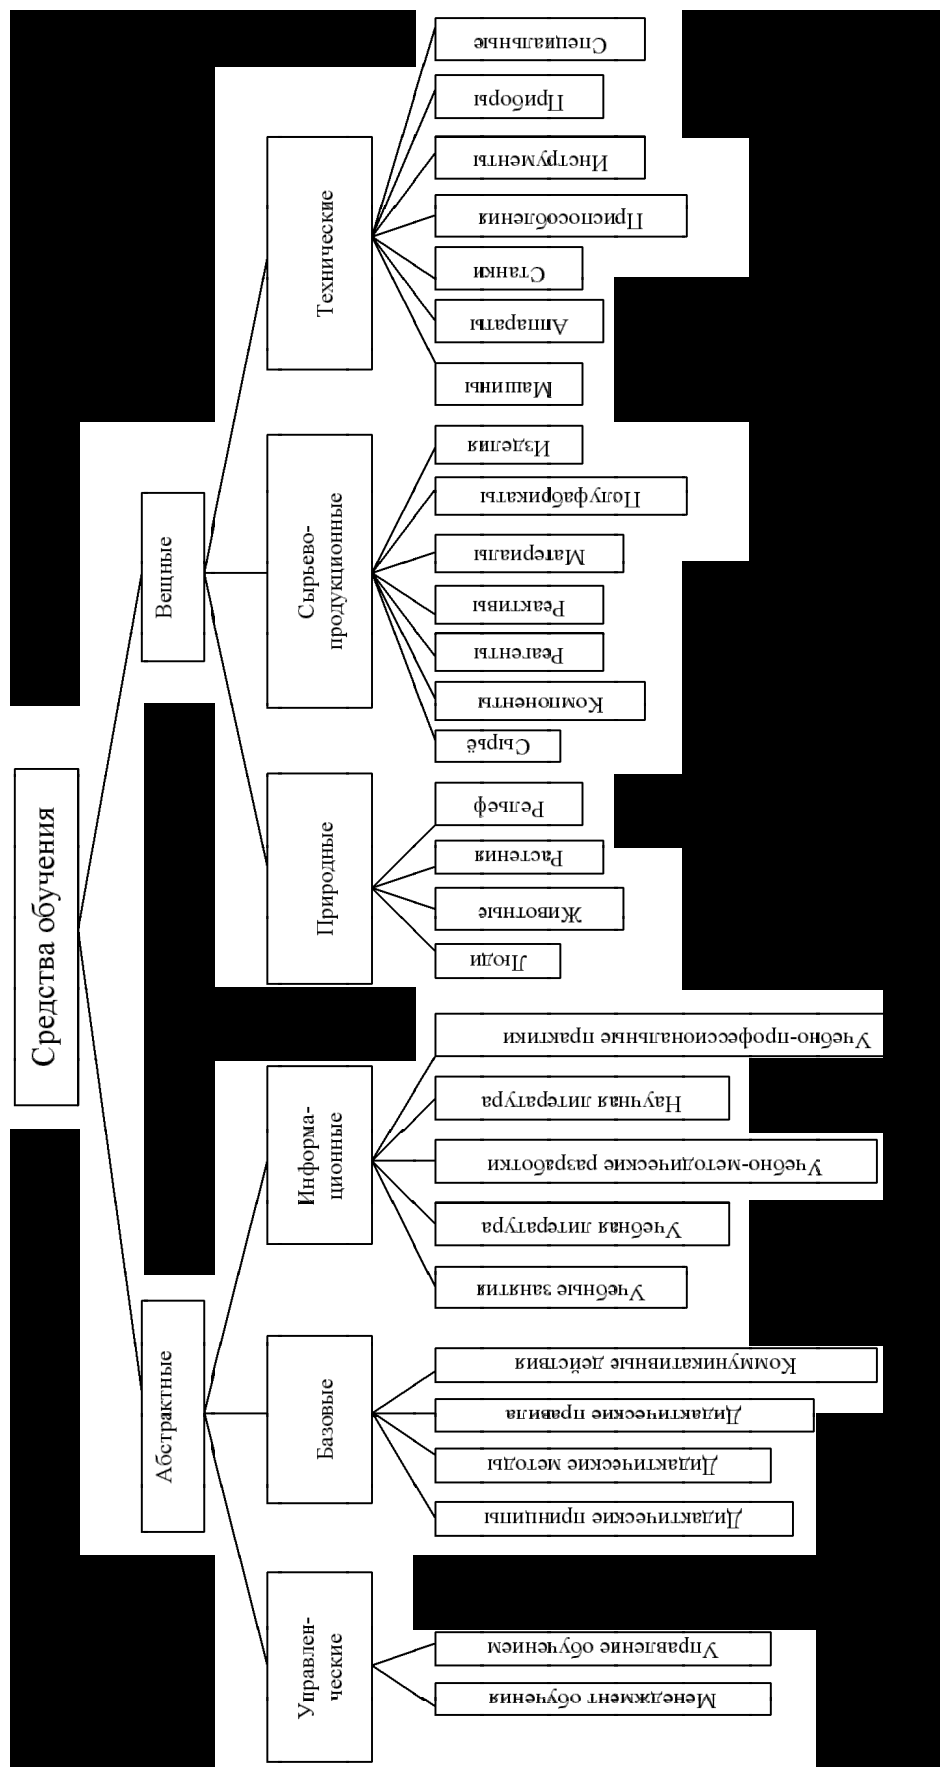 Средства обучения
Абстрактные
Вещные
Управлен-
ческие
Базовые
Информа-
ционные
Природные
Сырьево-
продукционные
Технические
Менеджмент обучения
Управление обучением
Дидактические принципы
Дидактические методы
Дидактические правила
Коммуникативные действия
Учебные занятия
Учебная литература
Учебно-методические разработки
Научная литература
Учебно-профессиональные практики
Люди
Животные
Растения
Рельеф
Сырьё
Компоненты
Реагенты
Реактивы
Материалы
Полуфабрикаты
Изделия
Машины
Аппараты
Станки
Приспособления
Инструменты
Приборы
Специальные